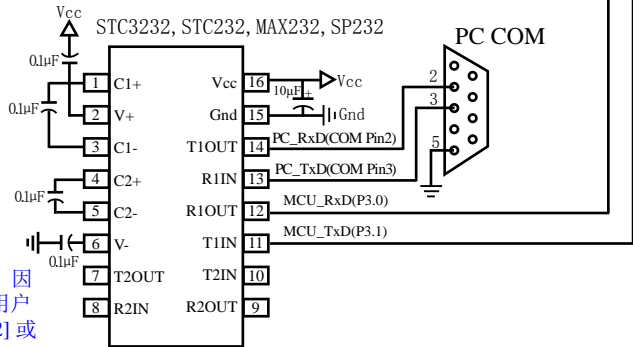 Vcc
STC3232, STC232, MAX232, SP232
PC COM
0.1μF
1 C1+ Vcc 16 Vcc
0.1μF
10μF +
2 V+ Gnd 15 Gnd
3 C1- T1OUT 14 PC_RxD(COM Pin2)
4 C2+ R1IN 13 PC_TxD(COM Pin3)
0.1μF
5 C2- R1OUT 12 MCU_RxD(P3.0)
6 V- T1IN 11 MCU_TxD(P3.1)
0.1μF
7 T2OUT T2IN 10
8 R2IN R2OUT 9
2
3
5
因
用户
2] 或